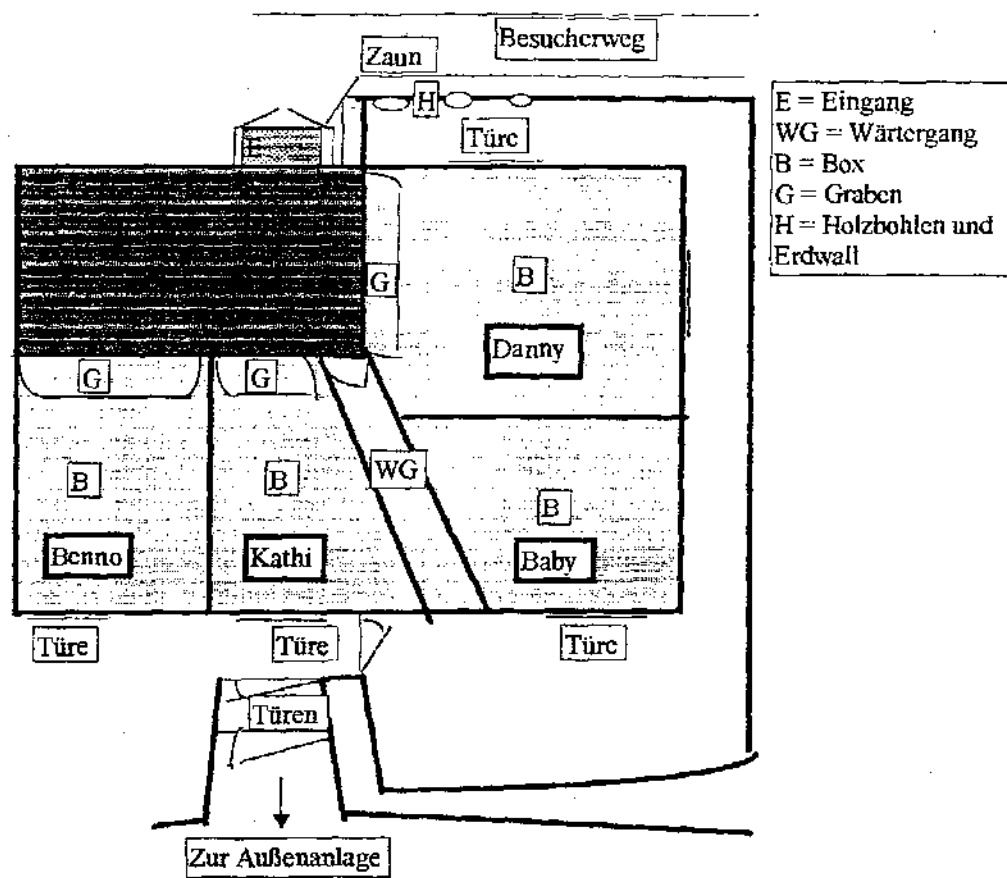 Besucherweg
Zaun
H
E
Türe
E = Eingang
WG = Wärtergang
B = Box
G = Graben
H = Holzbohlen und
Erdwall
G
B
Danny
G
G
WG
B
B
B
Benno
Kathi
Baby
Türe
Türe
Türe
Türen
Zur Außenanlage